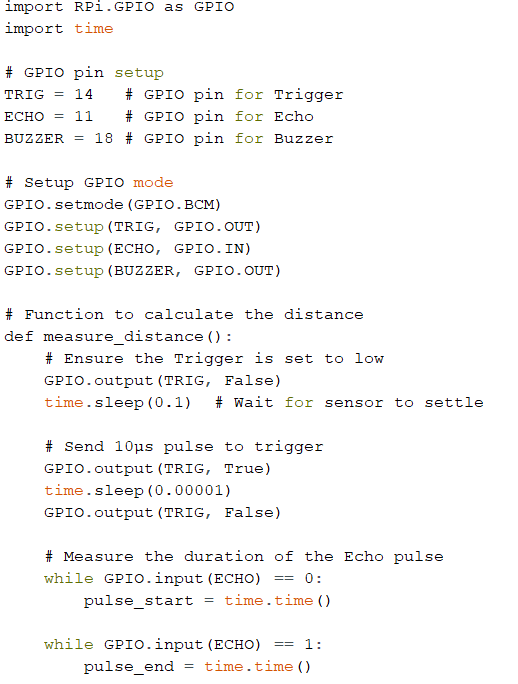 import RPi.GPIO as GPIO
import time

# GPIO pin setup
TRIG = 14   # GPIO pin for Trigger
ECHO = 11   # GPIO pin for Echo
BUZZER = 18 # GPIO pin for Buzzer

# Setup GPIO mode
GPIO.setmode(GPIO.BCM)
GPIO.setup(TRIG, GPIO.OUT)
GPIO.setup(ECHO, GPIO.IN)
GPIO.setup(BUZZER, GPIO.OUT)

# Function to calculate the distance
def measure_distance():
    # Ensure the Trigger is set to low
    GPIO.output(TRIG, False)
    time.sleep(0.1)  # Wait for sensor to settle

    # Send 10µs pulse to trigger
    GPIO.output(TRIG, True)
    time.sleep(0.00001)
    GPIO.output(TRIG, False)

    # Measure the duration of the Echo pulse
    while GPIO.input(ECHO) == 0:
        pulse_start = time.time()

    while GPIO.input(ECHO) == 1:
        pulse_end = time.time()